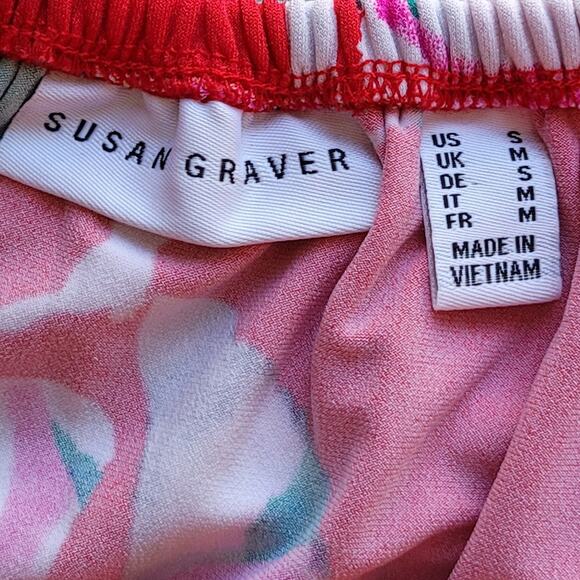 SUSAN GRAVER
US S
UK M
DE S
IT M
FR M
MADE IN
VIETNAM